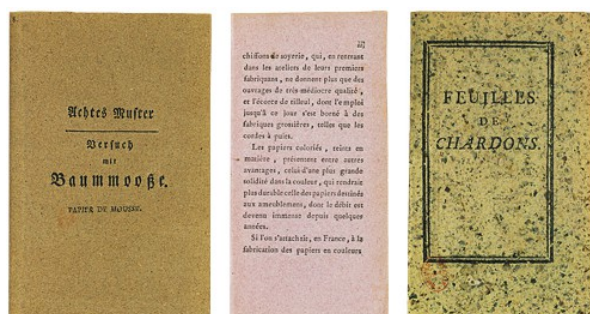 Achtes Muster
Versuch
mit
Baummooße.
PAPIER DE MOUSSE.
iij
chiffons de soyerie, qui, en rentrant
dans les ateliers de leurs premiers
fabriquans, ne donnent plus que des
ouvrages de très médiocre qualité,
et l'écorce de tilleul, dont l'emploi
jusqu'à ce jour s'est borné à des
fabriques grossières, telles que les
cordes à puits.
Les papiers coloriés, teints en
matière, présentent entre autres
avantages, celui d'une plus grande
solidité dans la couleur, qui rendroit
plus durable celle des papiers destinés
aux ameublemens, dont le débit est
devenu immense depuis quelques
années.
Si l'on s'attachoit, en France, à la
fabrication des papiers en couleurs
FEUILLES
DE
CHARDONS.